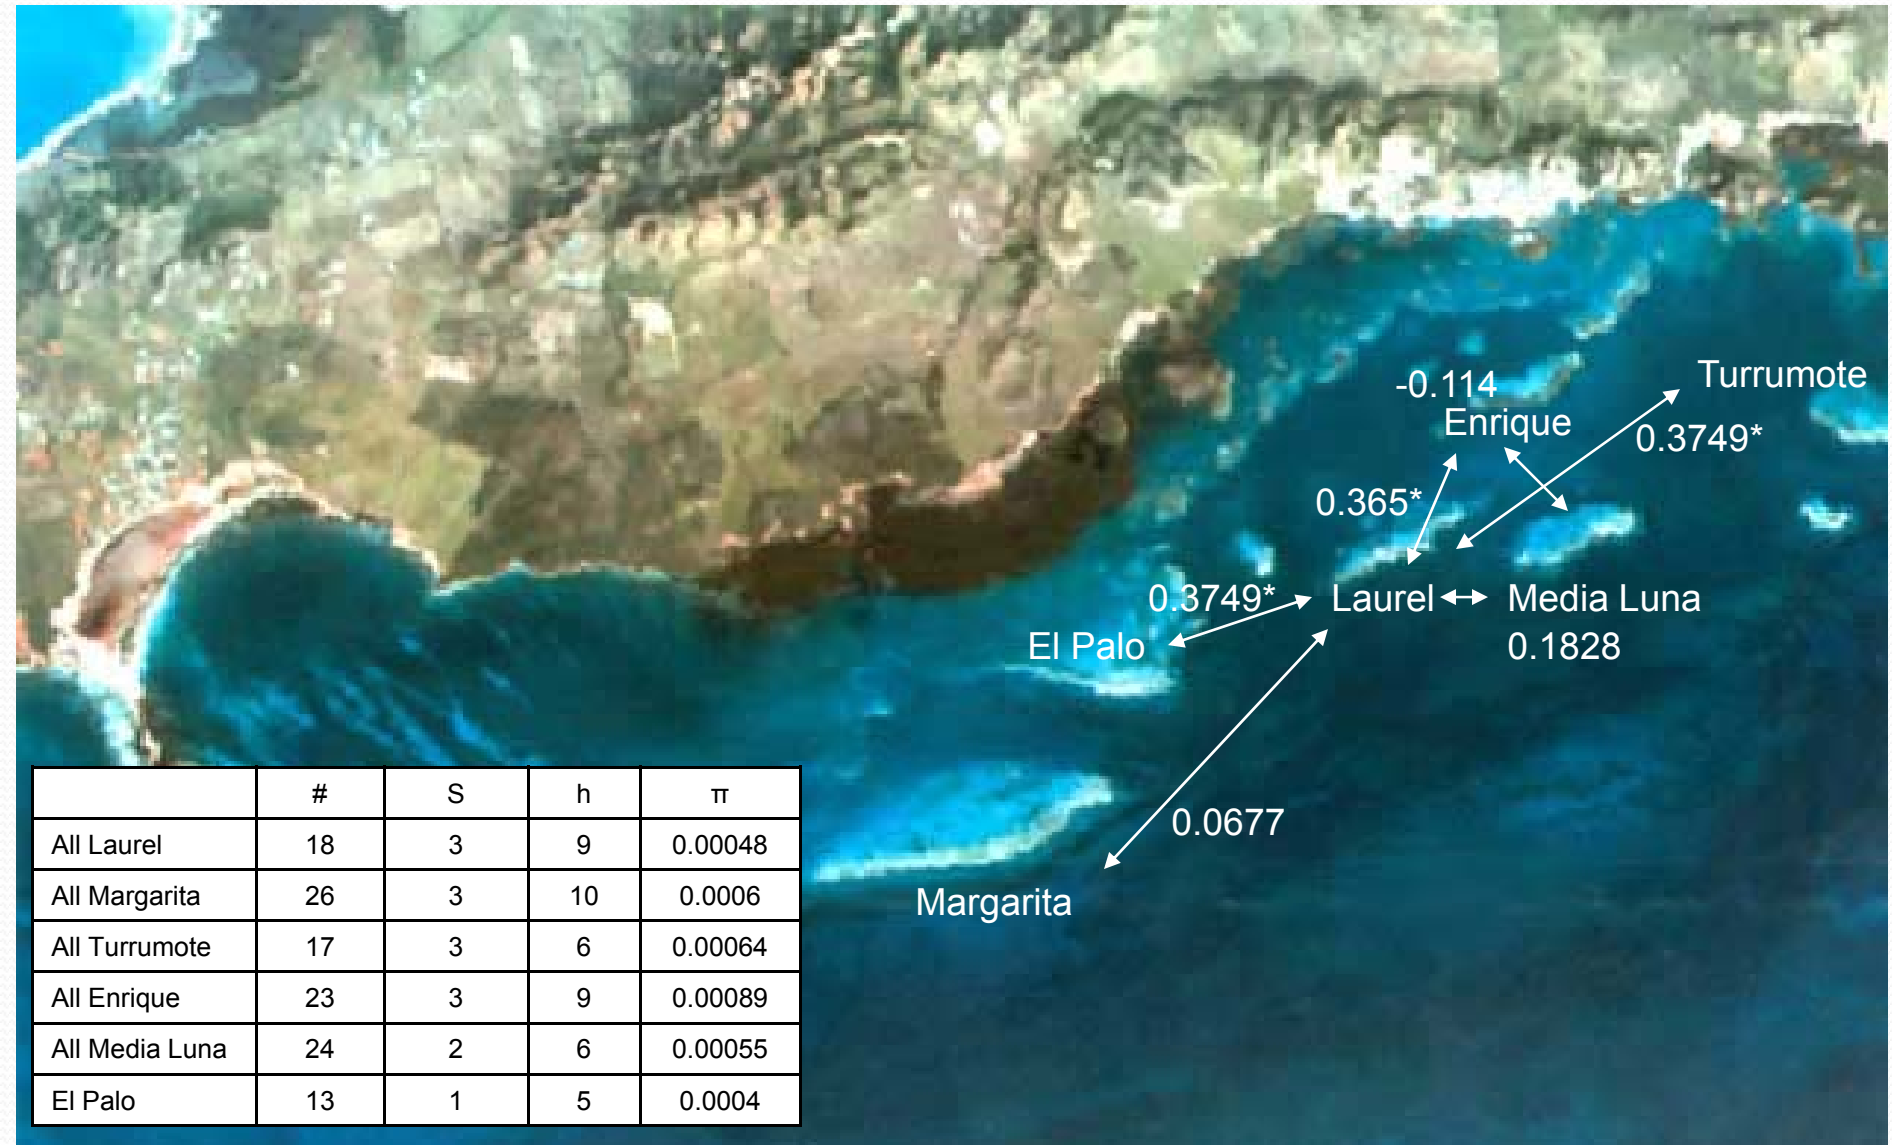 -0.114
Turrumote
Enrique
0.3749*
0.365*
0.3749*
Laurel
Media Luna
El Palo
0.1828
0.0677
Margarita
# S h π
All Laurel 18 3 9 0.00048
All Margarita 26 3 10 0.0006
All Turrumote 17 3 6 0.00064
All Enrique 23 3 9 0.00089
All Media Luna 24 2 6 0.00055
El Palo 13 1 5 0.0004